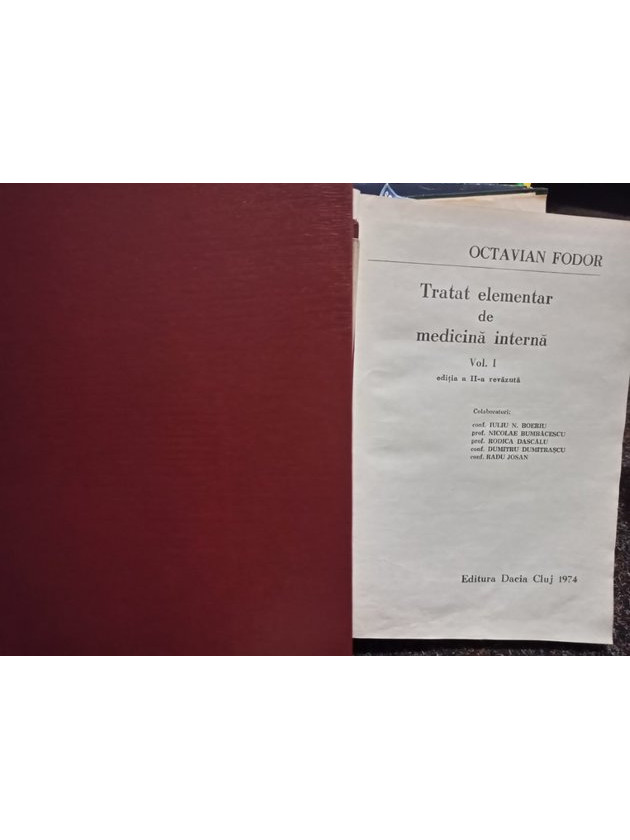 OCTAVIAN FODOR
Tratat elementar
de
medicină internă
Vol. I
ediția a II-a revăzută
Colaboratori:
conf. IULIU N. BOERIU
prof. NICOLAE BUMBĂCESCU
prof. RODICA DASCĂLU
conf. DUMITRU DUMITRAȘCU
conf. RADU JOSAN
Editura Dacia Cluj 1974